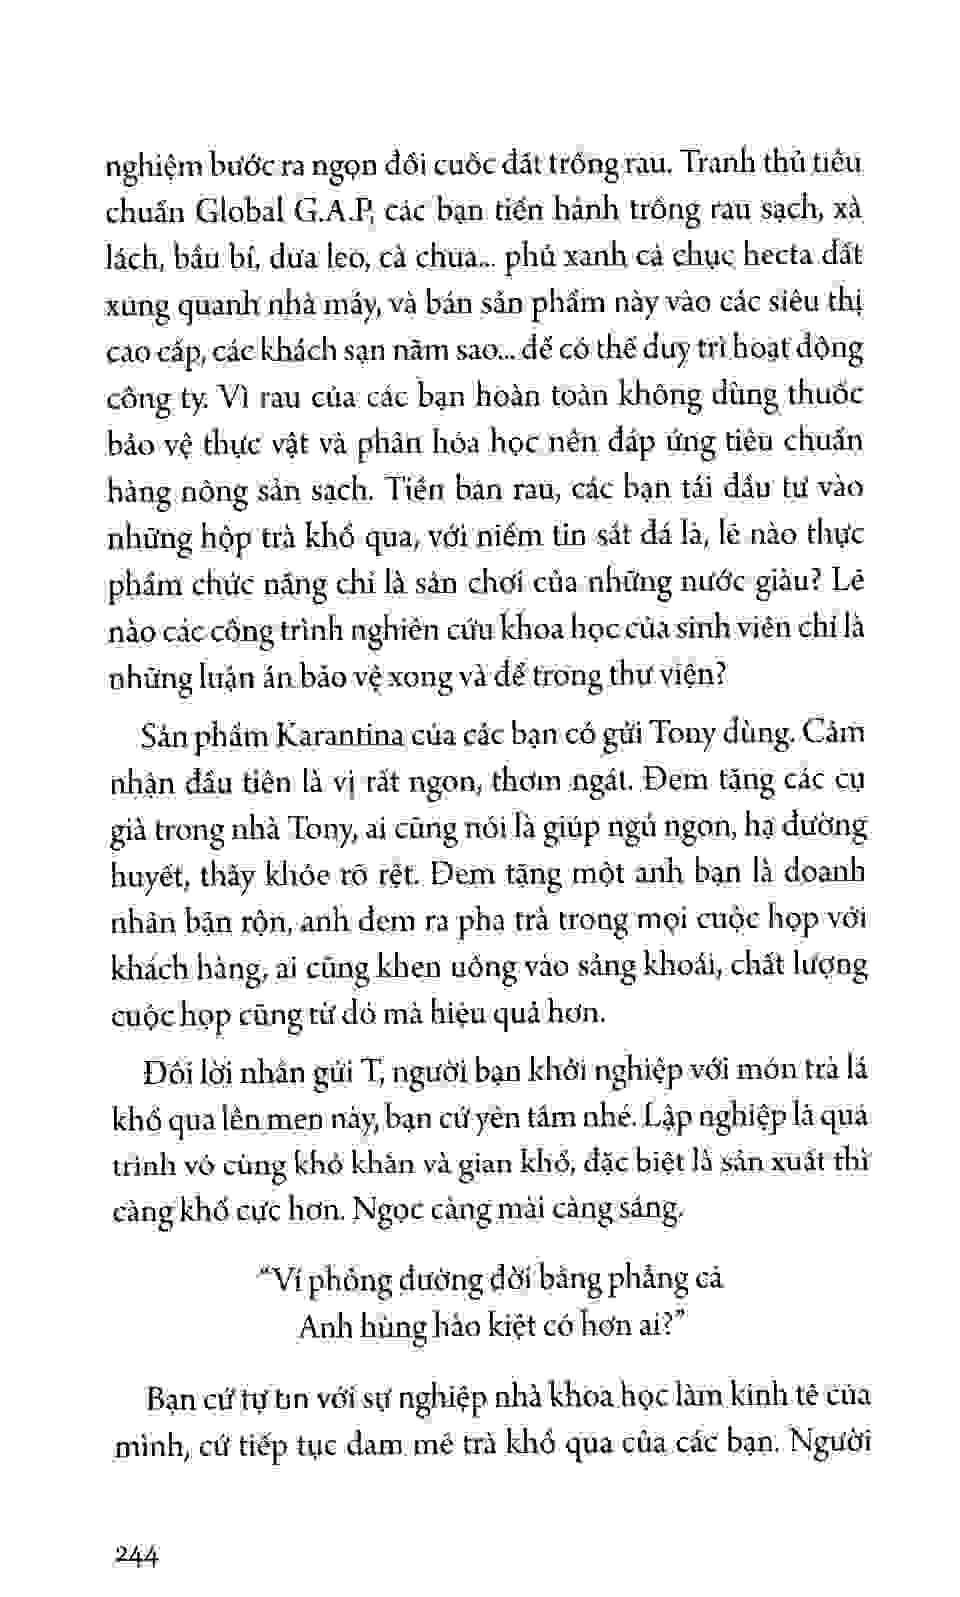 nghiệm bước ra ngọn đồi cuốc đất trồng rau. Tranh thủ tiêu
chuẩn Global G.A.P, các bạn tiến hành trồng rau sạch, xà
lách, bầu bí, dưa leo, cà chua... phủ xanh cả chục hecta đất
xung quanh nhà máy, và bán sản phẩm này vào các siêu thị
cao cấp, các khách sạn năm sao... để có thể duy trì hoạt động
công ty. Vì rau của các bạn hoàn toàn không dùng thuốc
bảo vệ thực vật và phân hóa học nên đáp ứng tiêu chuẩn
hàng nông sản sạch. Tiền bán rau, các bạn tái đầu tư vào
những hộp trà khổ qua, với niềm tin sắt đá là, lẽ nào thực
phẩm chức năng chỉ là sân chơi của những nước giàu? Lẽ
nào các công trình nghiên cứu khoa học của sinh viên chỉ là
những luận án bảo vệ xong và để trong thư viện?
Sản phẩm Karantina của các bạn có gửi Tony dùng. Cảm
nhận đầu tiên là vị rất ngon, thơm ngát. Đem tặng các cụ
già trong nhà Tony, ai cũng nói là giúp ngủ ngon, hạ đường
huyết, thấy khỏe rõ rệt. Đem tặng một anh bạn là doanh
nhân bận rộn, anh đem ra pha trà trong mọi cuộc họp với
khách hàng, ai cũng khen uống vào sảng khoái, chất lượng
cuộc họp cũng từ đó mà hiệu quả hơn.
Đôi lời nhắn gửi T, người bạn khởi nghiệp với món trà lá
khổ qua lên men này, bạn cứ yên tâm nhé. Lập nghiệp là quá
trình vô cùng khó khăn và gian khổ, đặc biệt là sản xuất thì
càng khổ cực hơn. Ngọc càng mài càng sáng.
“Ví phỏng đường đời bằng phẳng cả
Anh hùng hào kiệt có hơn ai?”
Bạn cứ tự tin với sự nghiệp nhà khoa học làm kinh tế của
mình, cứ tiếp tục đam mê trà khổ qua của các bạn. Người
244